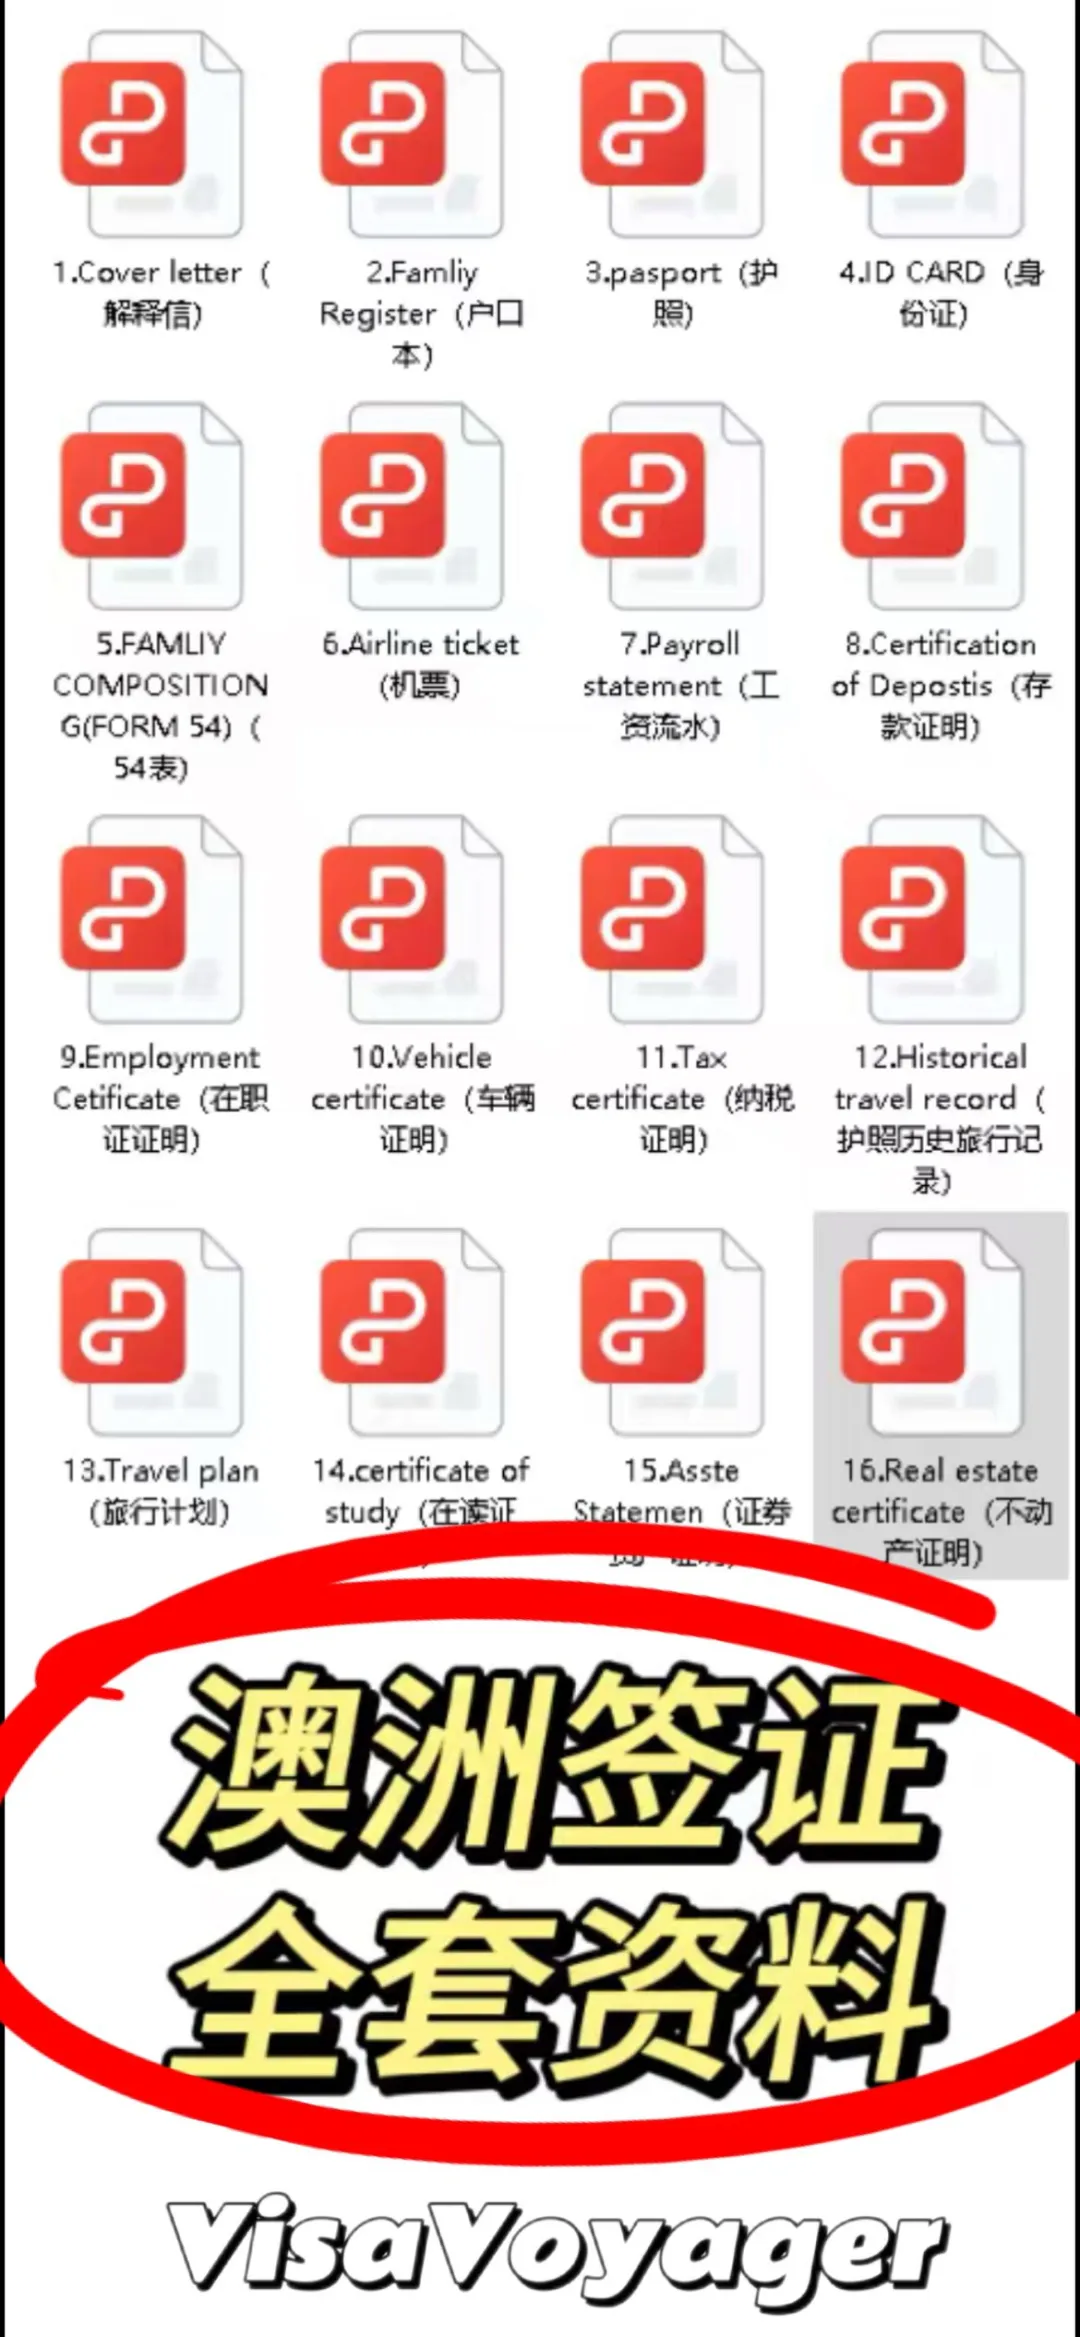 1.Cover letter（
解释信)
2.Famliy
Register（户口
本)
3.pasport（护
照)
4.ID CARD（身
份证)
5.FAMLIY
COMPOSITION
G(FORM 54)（
54表)
6.Airline ticket
(机票)
7.Payroll
statement（工
资流水)
8.Certification
of Depostis（存
款证明)
9.Employment
Cetificate（在职
证证明)
10.Vehicle
certificate（车辆
证明)
11.Tax
certificate（纳税
证明)
12.Historical
travel record（
护照历史旅行记
录)
13.Travel plan
（旅行计划)
14.certificate of
study（在读证
15.Asste
Statemen（证券
16.Real estate
certificate（不动
产证明)
澳洲签证
全套资料
VisaVoyager